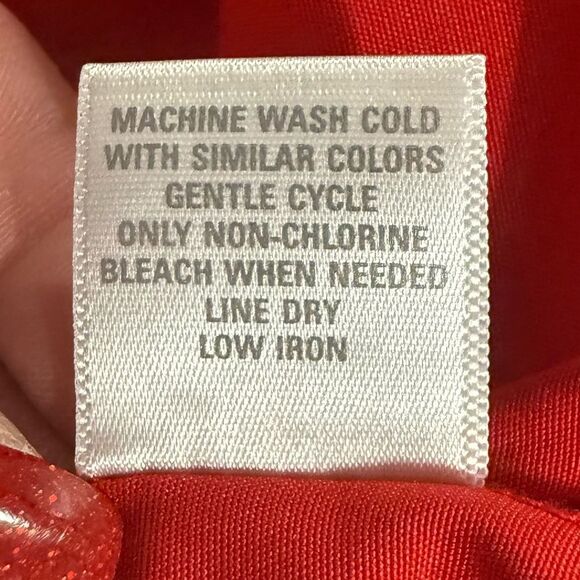 MACHINE WASH COLD
WITH SIMILAR COLORS
GENTLE CYCLE
ONLY NON-CHLORINE
BLEACH WHEN NEEDED
LINE DRY
LOW IRON